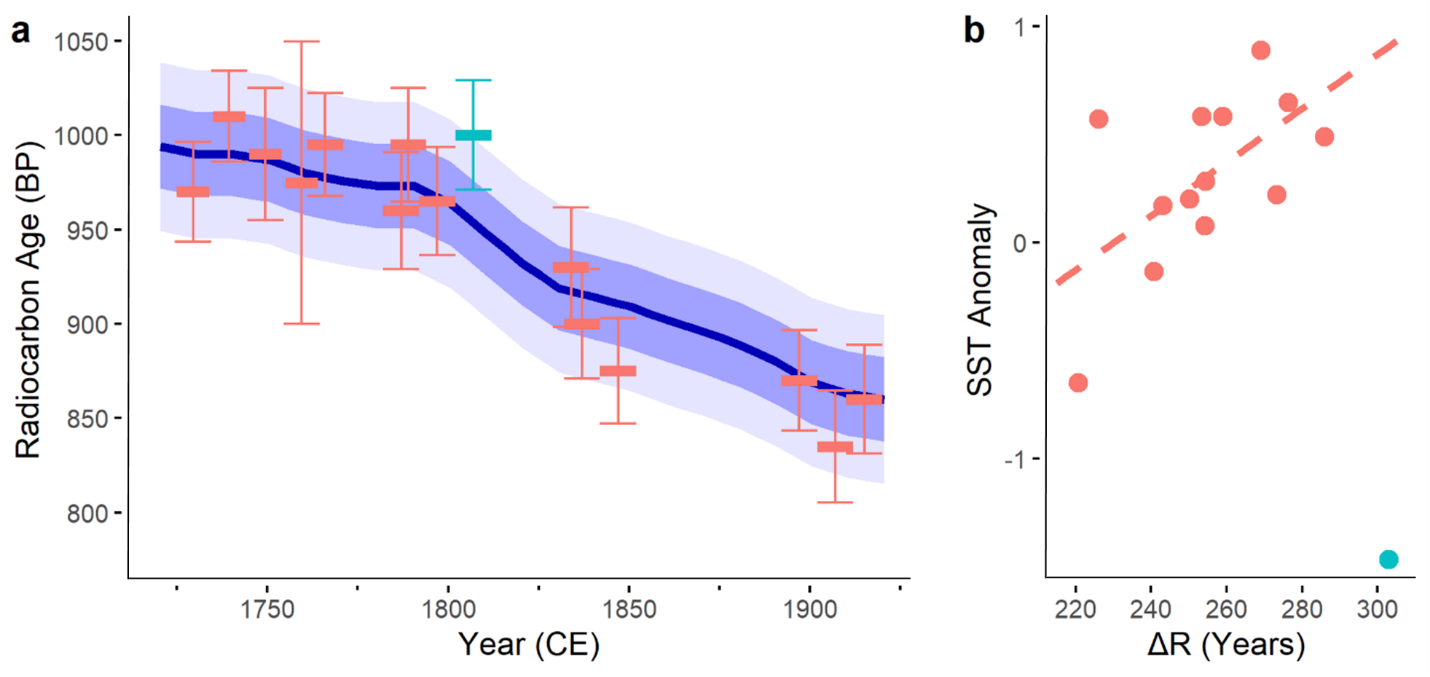 a
1050
1000
950
900
850
800
Radiocarbon Age (BP)
1750 1800 1850 1900
Year (CE)
b
1
0
-1
SST Anomaly
220 240 260 280 300
ΔR (Years)